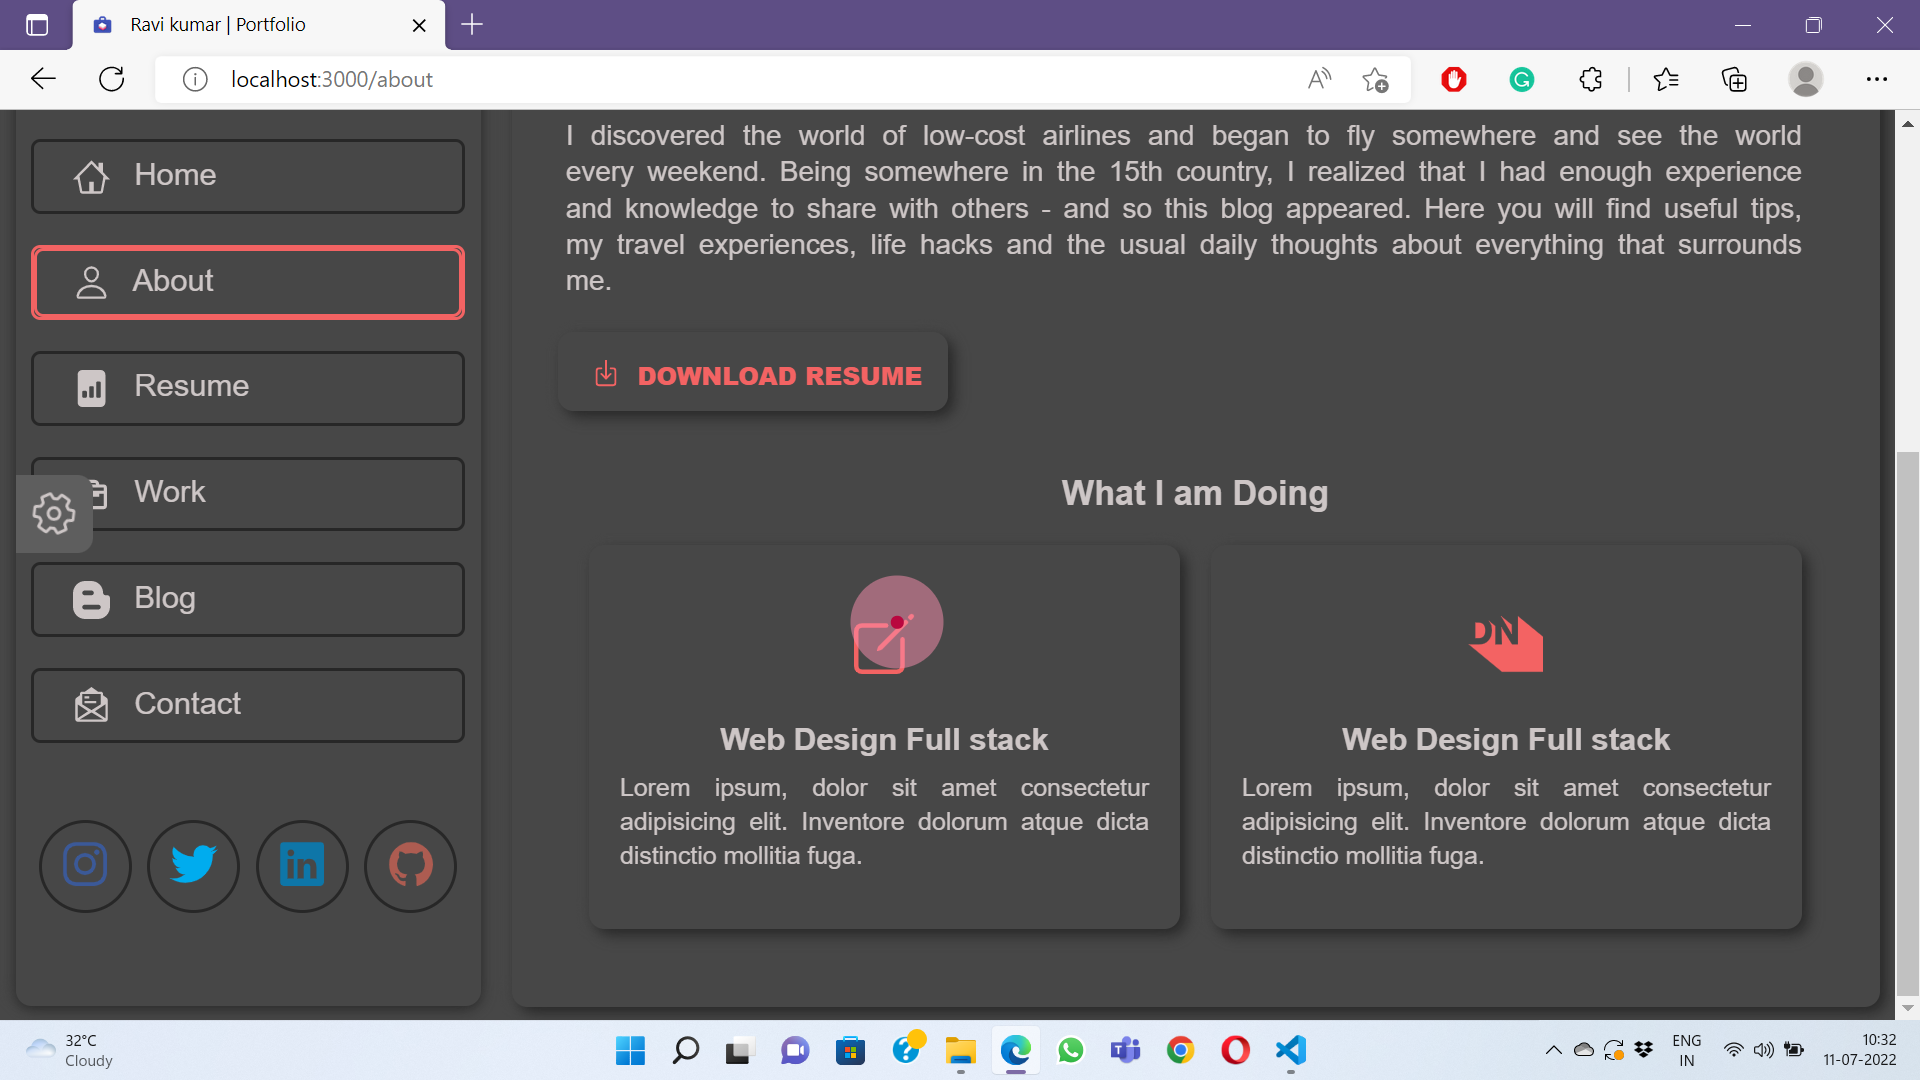 Ravi kumar | Portfolio
localhost:3000/about
Home
About
Resume
Work
Blog
Contact
I discovered the world of low-cost airlines and began to fly somewhere and see the world
every weekend. Being somewhere in the 15th country, I realized that I had enough experience
and knowledge to share with others - and so this blog appeared. Here you will find useful tips,
my travel experiences, life hacks and the usual daily thoughts about everything that surrounds
me.
DOWNLOAD RESUME
What I am Doing
DN
Web Design Full stack
Lorem ipsum, dolor sit amet consectetur
adipisicing elit. Inventore dolorum atque dicta
distinctio mollitia fuga.
Web Design Full stack
Lorem ipsum, dolor sit amet consectetur
adipisicing elit. Inventore dolorum atque dicta
distinctio mollitia fuga.
32°C
Cloudy
ENG
IN
10:32
11-07-2022